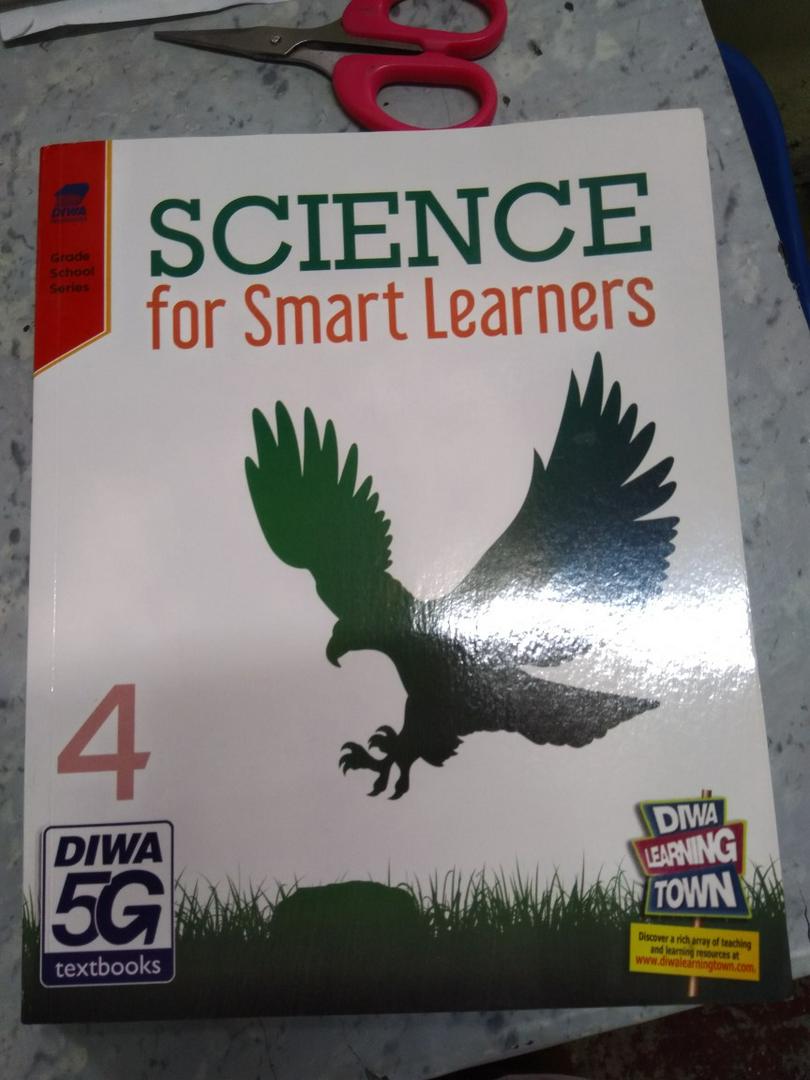 DIWA
Grade
School
Series
SCIENCE
for Smart Learners
4
DIWA
5G
textbooks
DIWA
LEARNING
TOWN
Discover a rich array of teaching
and learning resources at
www.diwalearningtown.com.